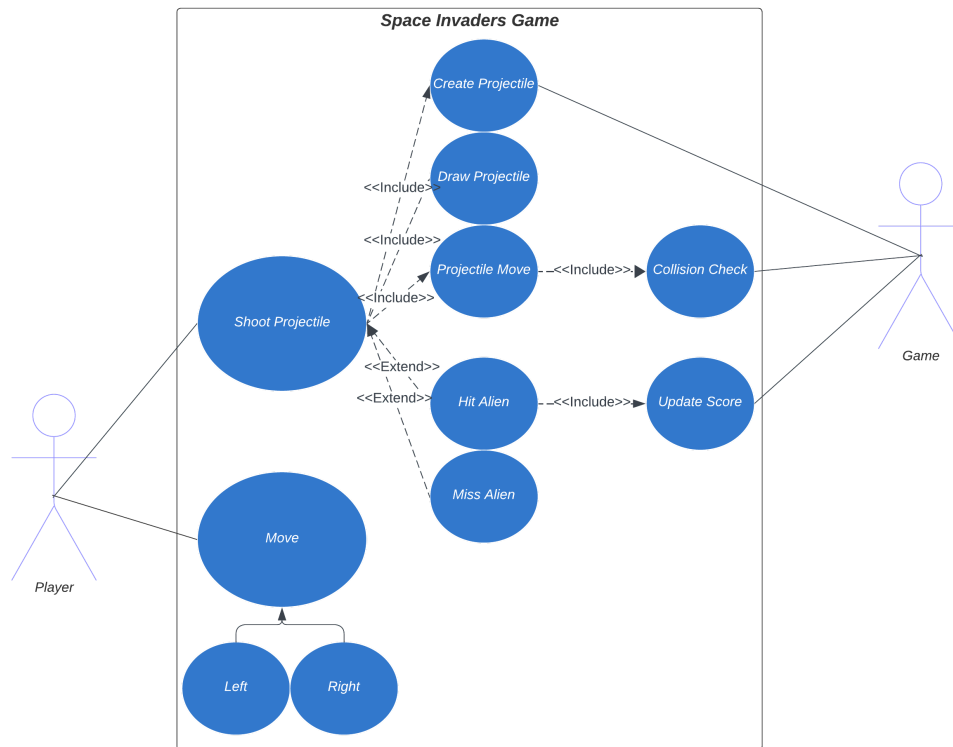 Space Invaders Game
Create Projectile
Draw Projectile
<<Include>>
<<Include>>
Projectile Move
<<Include>>
Collision Check
<<Include>>
Shoot Projectile
Game
<<Extend>>
<<Extend>>
Hit Alien
<<Include>>
Update Score
Miss Alien
Move
Player
Left
Right